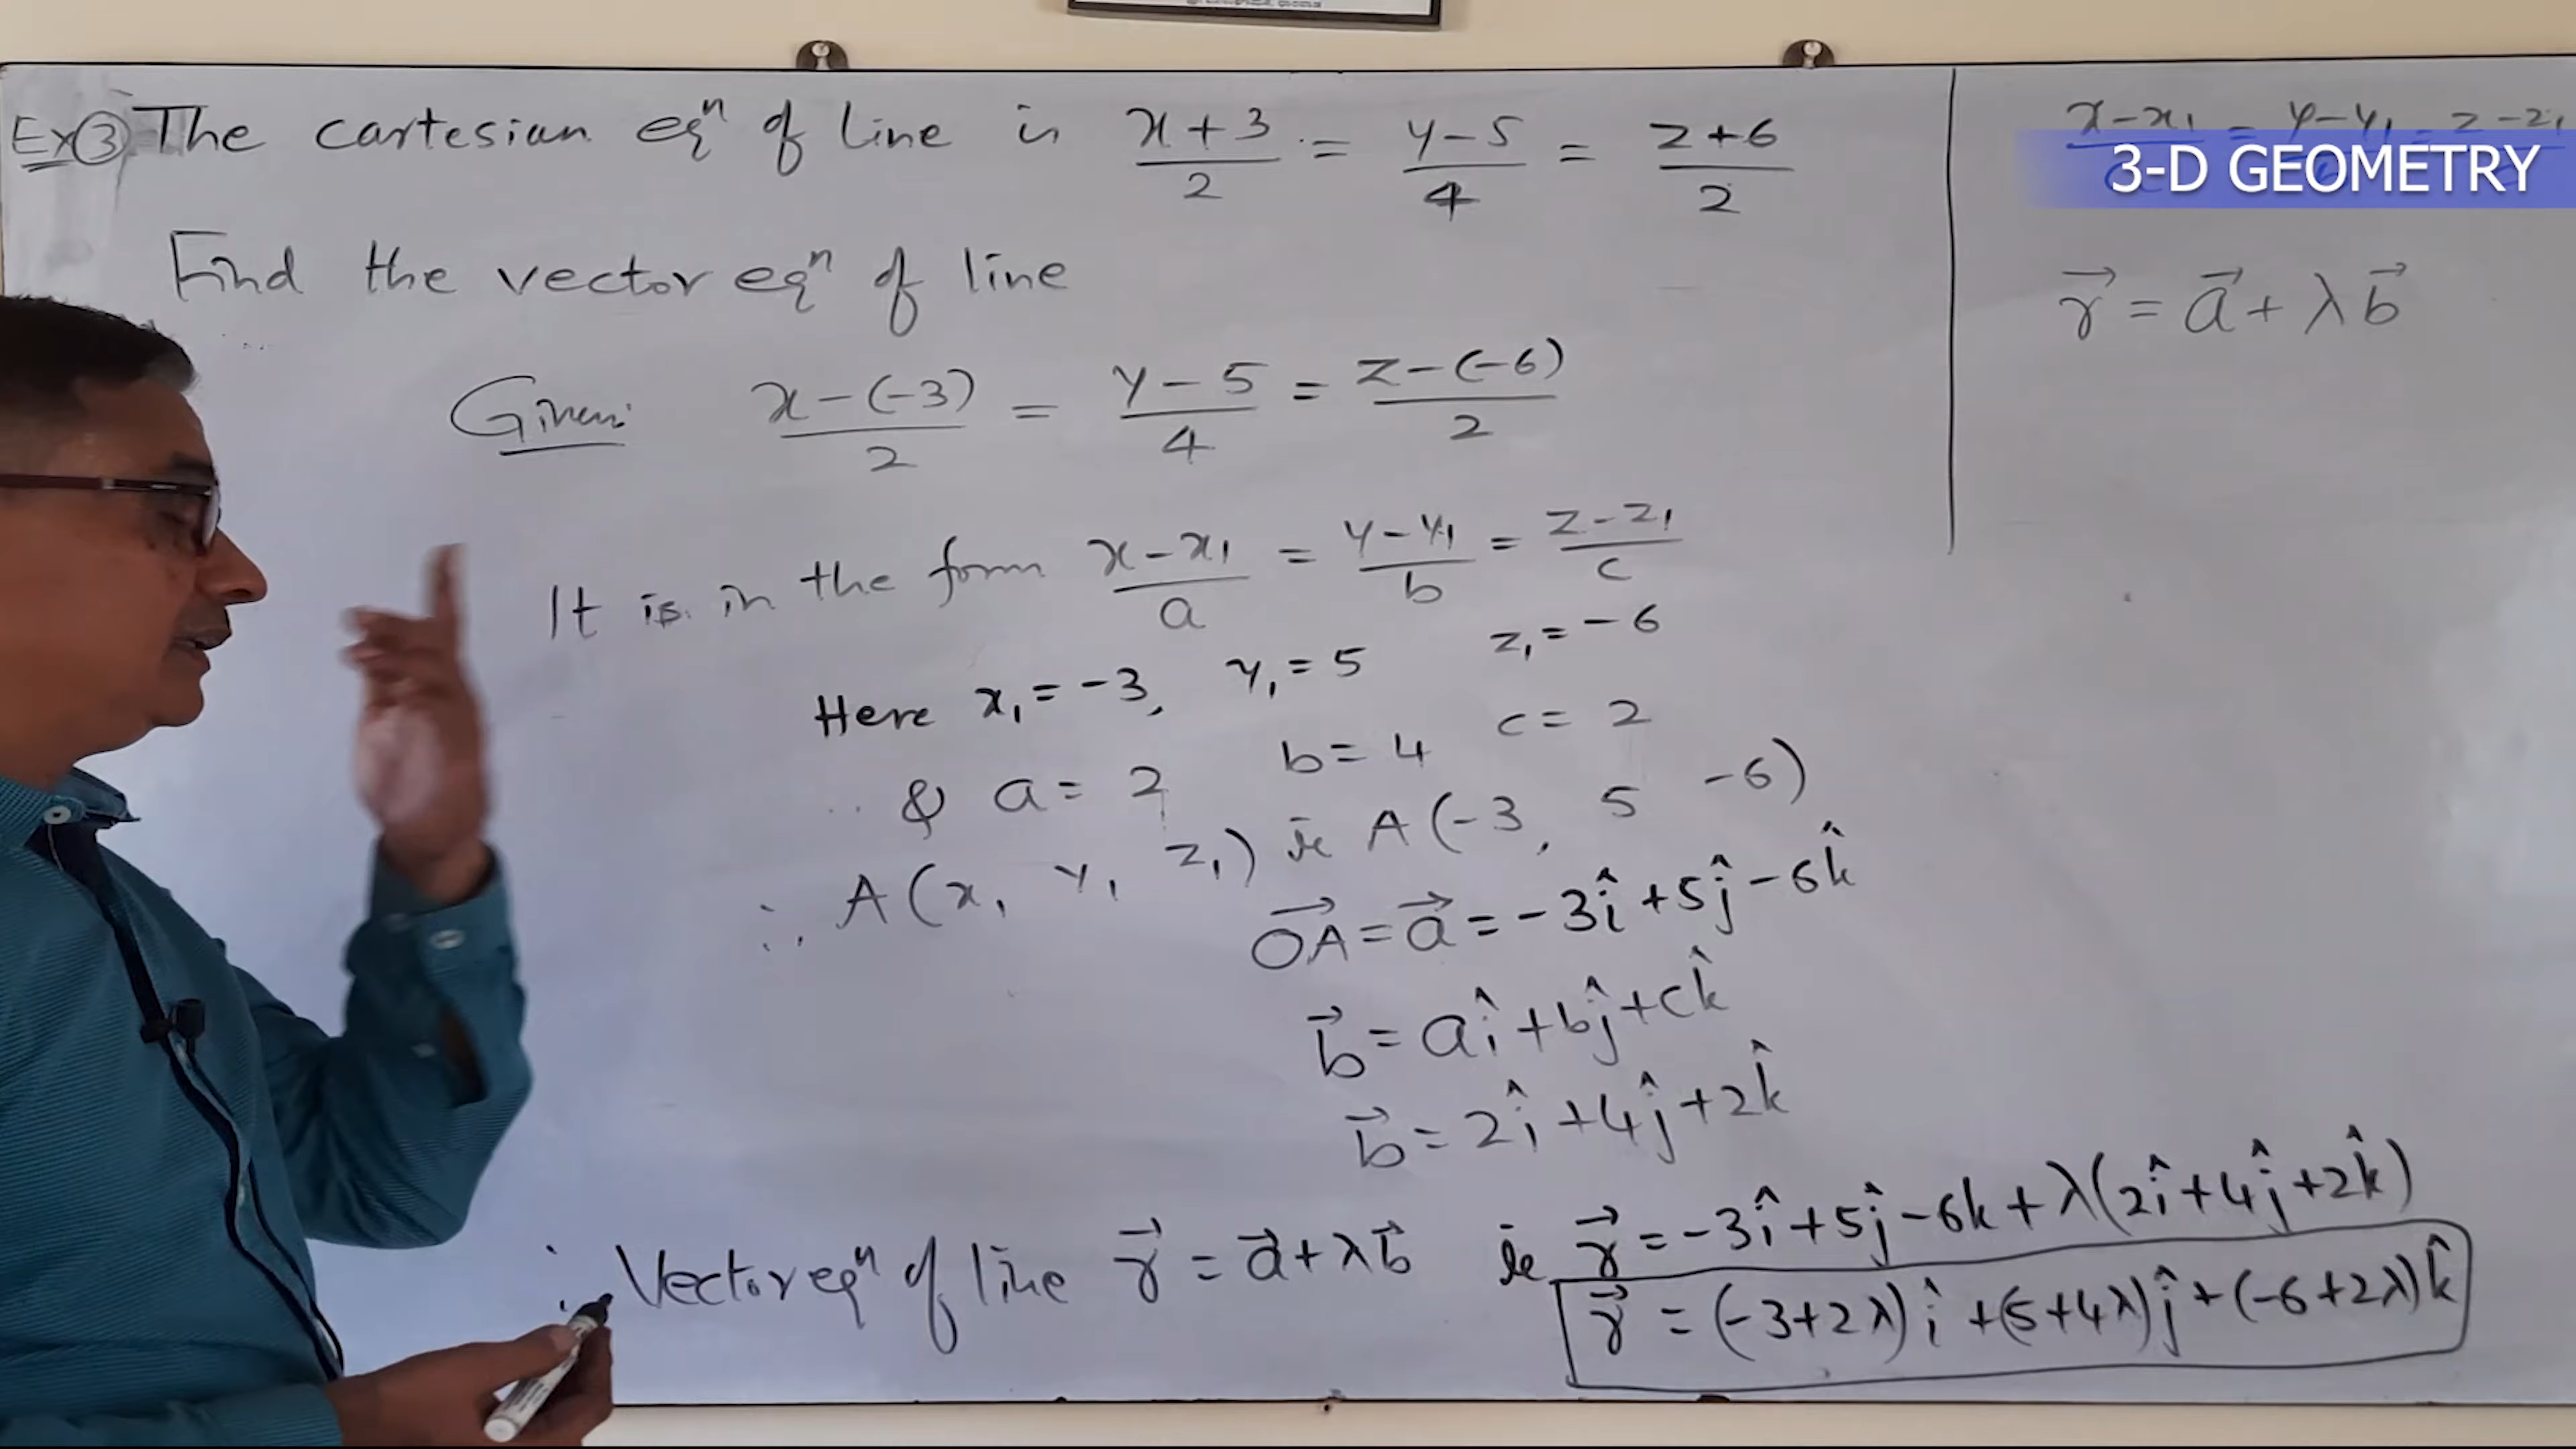 Ex③ The cartesian eqⁿ of line is x+3/2 = y-5/4 = z+6/2
Find the vector eqⁿ of line
Given: x-(-3)/2 = y-5/4 = z-(-6)/2
It is in the form x-x₁/a = y-y₁/b = z-z₁/c
Here x₁ = -3, y₁ = 5 z₁ = -6
& a = 2 b = 4 c = 2
∴ A(x₁ y₁ z₁) ie A(-3, 5 -6)
→OA = →a = -3î + 5ĵ - 6k̂
→b = aî + bĵ + ck̂
→b = 2î + 4ĵ + 2k̂
∴ Vector eqⁿ of line →r = →a + λ→b ie →r = -3î + 5ĵ - 6k + λ(2î + 4ĵ + 2k̂)
→r = (-3+2λ)î + (5+4λ)ĵ + (-6+2λ)k̂
x-x₁ = y-y₁ = z-z₁
3-D GEOMETRY
→r = →a + λ→b